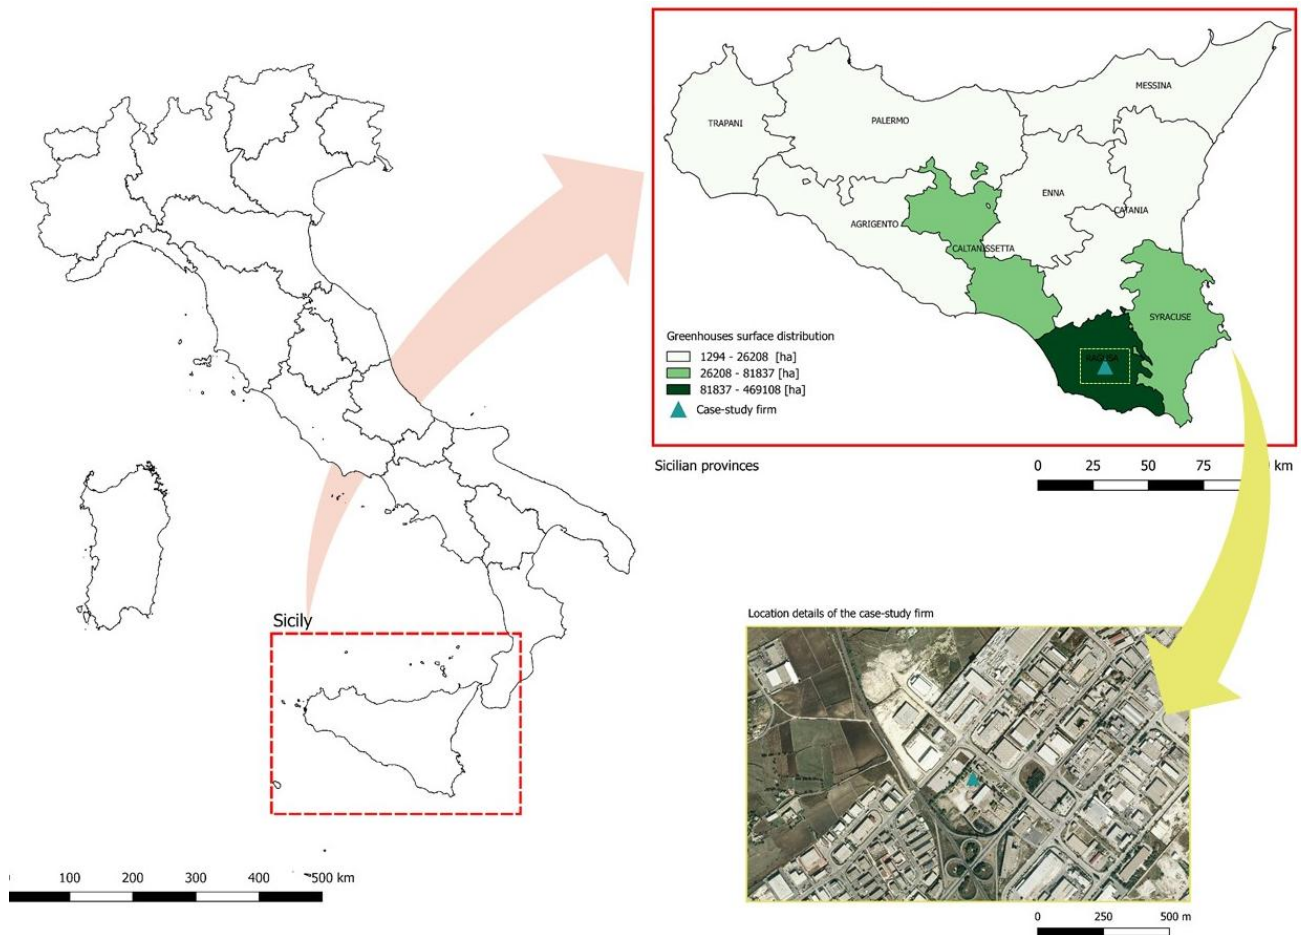 MESSINA
TRAPANI
PALERMO
ENNA
AGRIGENTO
CATANIA
CALTANISSETTA
SYRACUSE
RAGUSA
Greenhouses surface distribution
1294 - 26208 [ha]
26208 - 81837 [ha]
81837 - 469108 [ha]
Case-study firm
Sicilian provinces
0 25 50 75 0 km
Sicily
Location details of the case-study firm
100 200 300 400 500 km
0 250 500 m